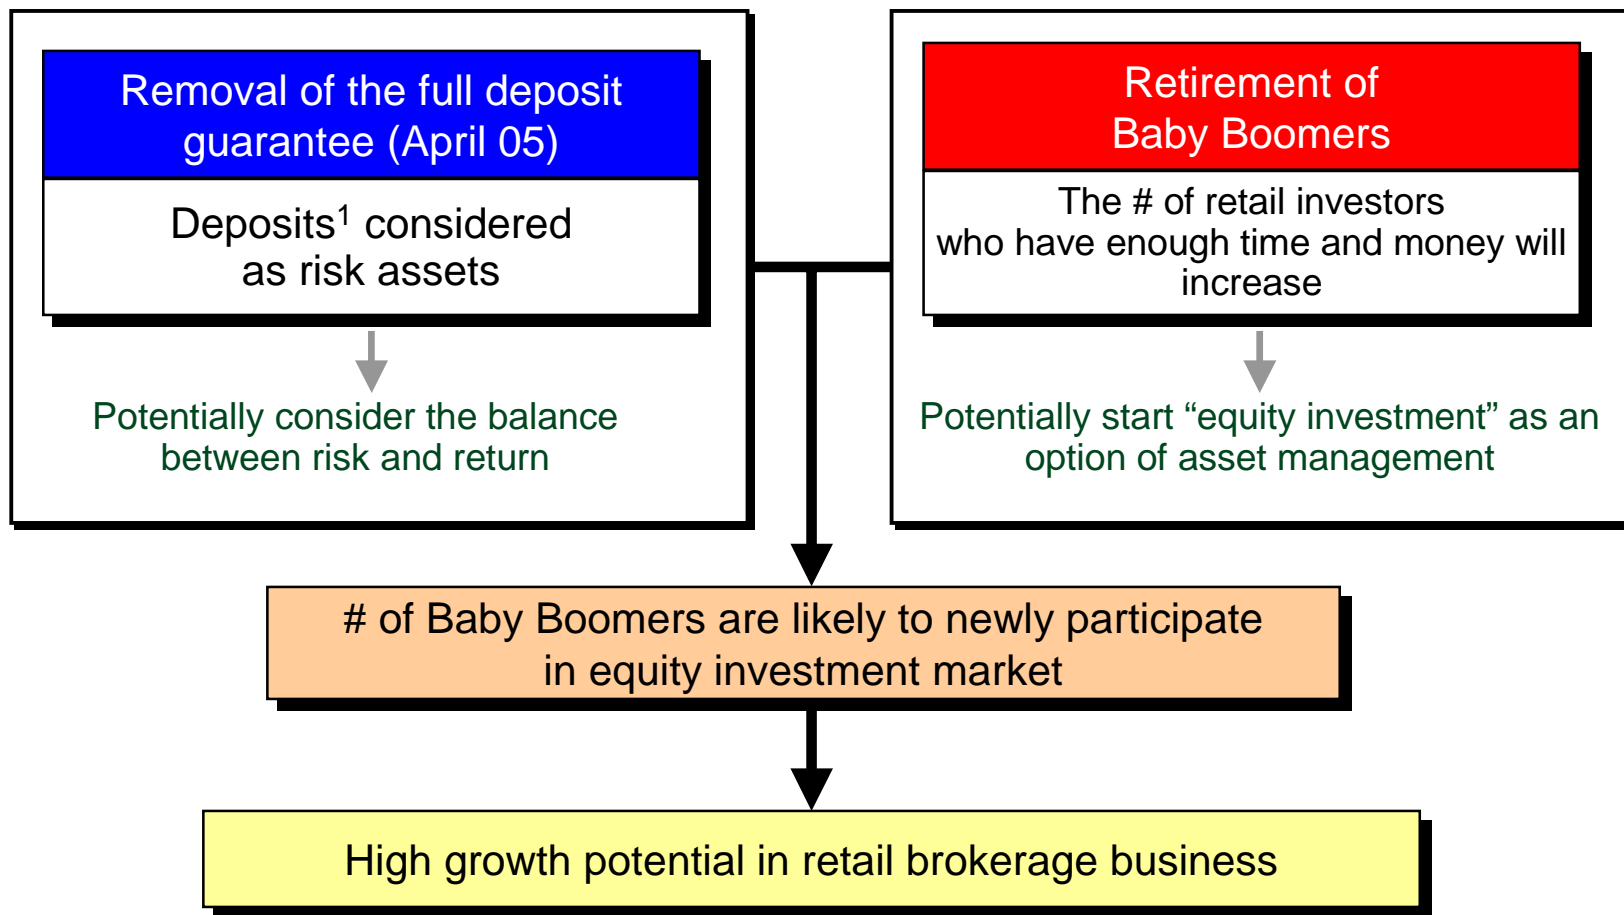 Removal of the full deposit
guarantee (April 05)
Deposits¹ considered
as risk assets
Potentially consider the balance
between risk and return
Retirement of
Baby Boomers
The # of retail investors
who have enough time and money will
increase
Potentially start “equity investment” as an
option of asset management
# of Baby Boomers are likely to newly participate
in equity investment market
High growth potential in retail brokerage business